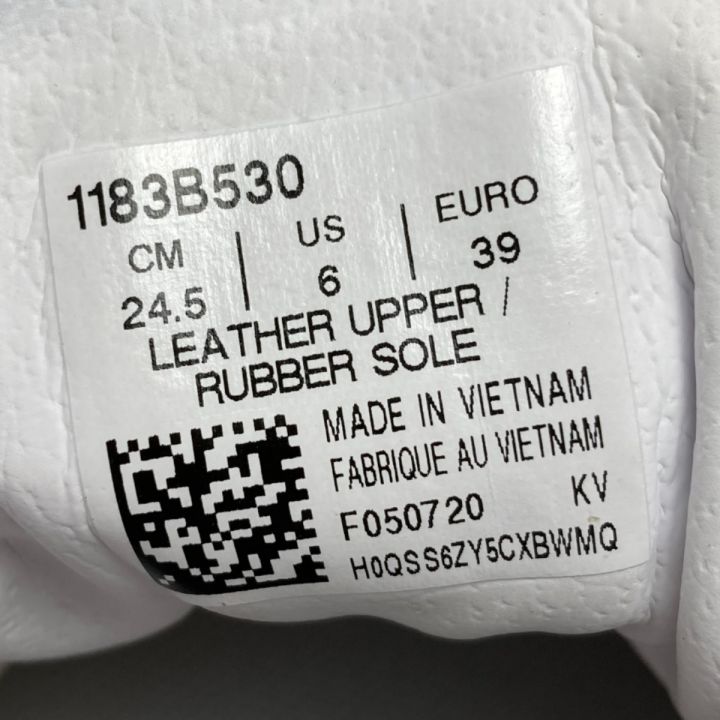 1183B530
CM | US | EURO
24.5 | 6 | 39
LEATHER UPPER /
RUBBER SOLE
MADE IN VIETNAM
FABRIQUE AU VIETNAM
F050720 KV
H0QSS6ZY5CXBWMQ